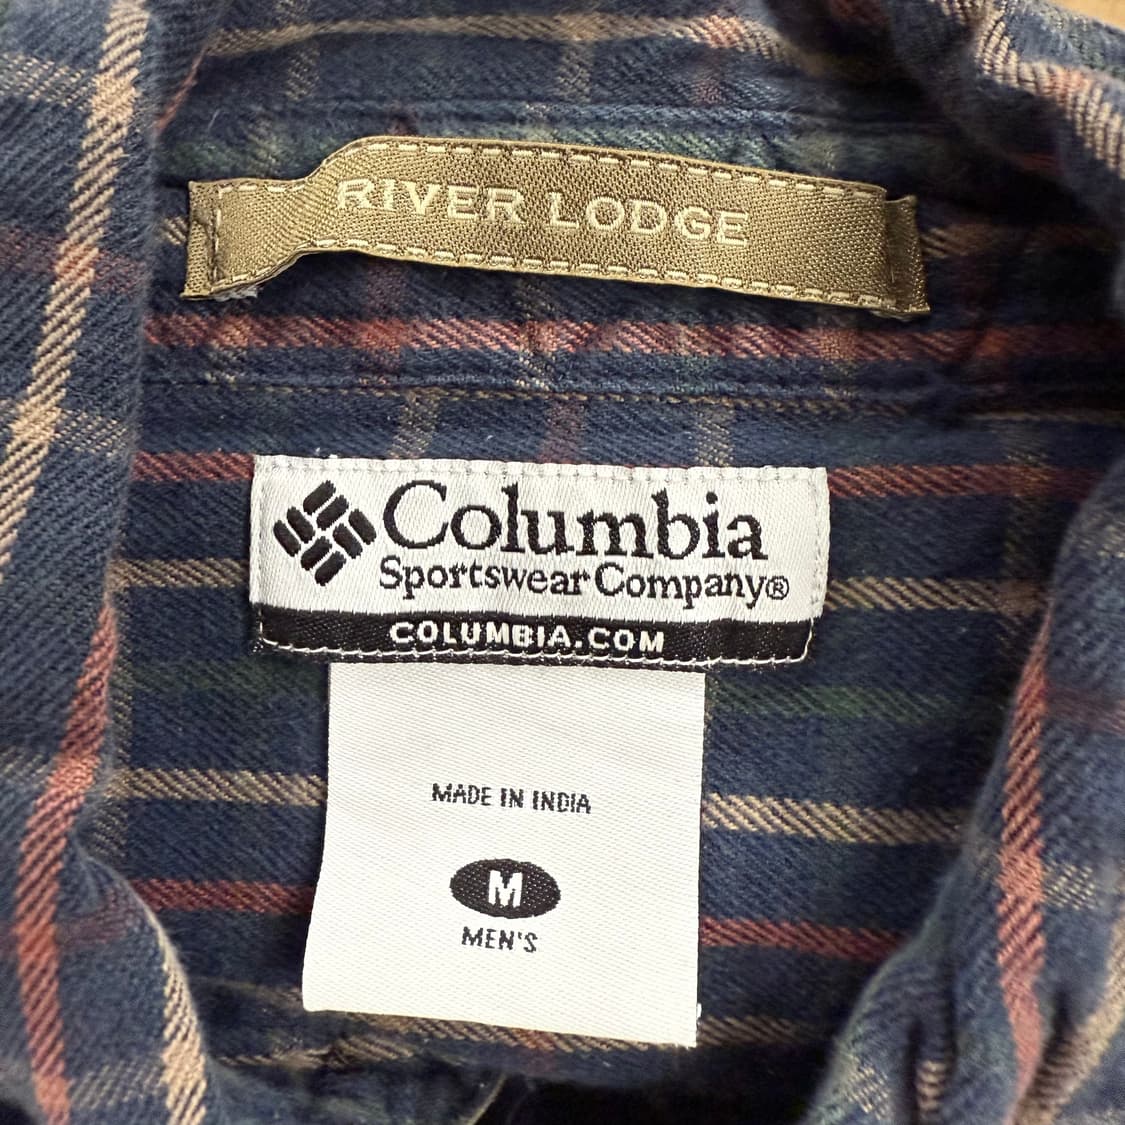 RIVER LODGE
Columbia
Sportswear Company®
COLUMBIA.COM
MADE IN INDIA
M
MEN'S